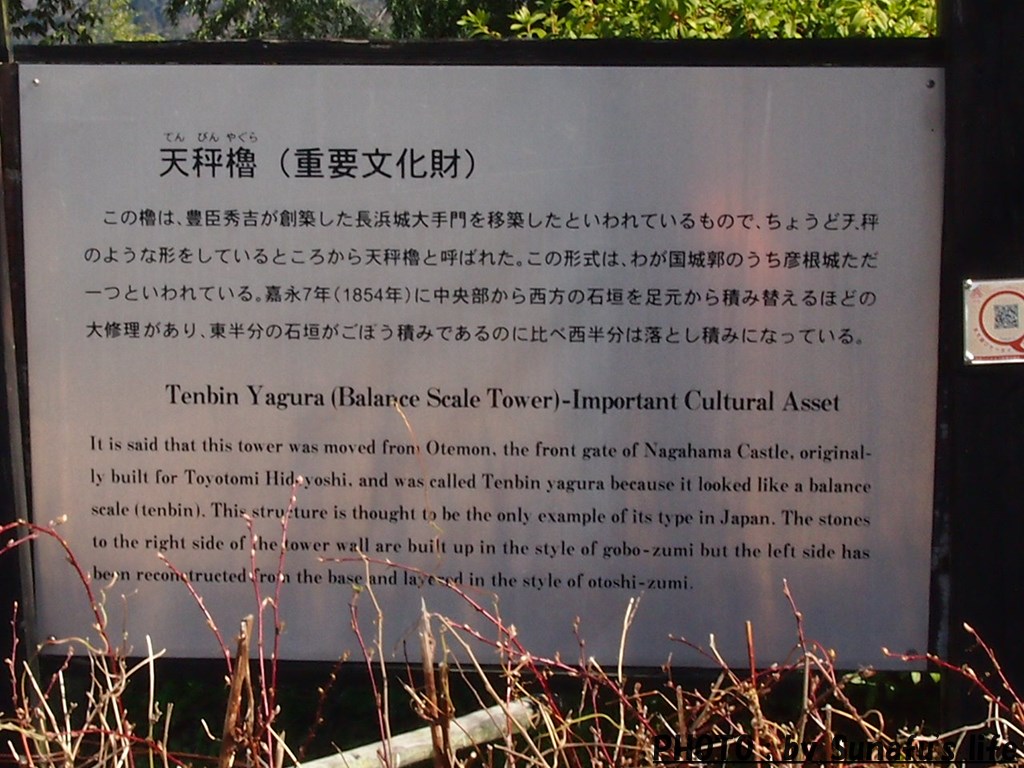 てん びん やぐら
天秤櫓（重要文化財）
この櫓は、豊臣秀吉が創築した長浜城大手門を移築したといわれているもので、ちょうど天秤
のような形をしているところから天秤櫓と呼ばれた。この形式は、わが国城郭のうち彦根城ただ
一つといわれている。嘉永7年（1854年）に中央部から西方の石垣を足元から積み替えるほどの
大修理があり、東半分の石垣がごぼう積みであるのに比べ西半分は落とし積みになっている。
Tenbin Yagura (Balance Scale Tower)-Important Cultural Asset
It is said that this tower was moved from Otemon, the front gate of Nagahama Castle, original-
ly built for Toyotomi Hideyoshi, and was called Tenbin yagura because it looked like a balance
scale (tenbin). This structure is thought to be the only example of its type in Japan. The stones
to the right side of the tower wall are built up in the style of gobo-zumi but the left side has
been reconstructed from the base and layered in the style of otoshi-zumi.
PHOTO : by Sunafu's life